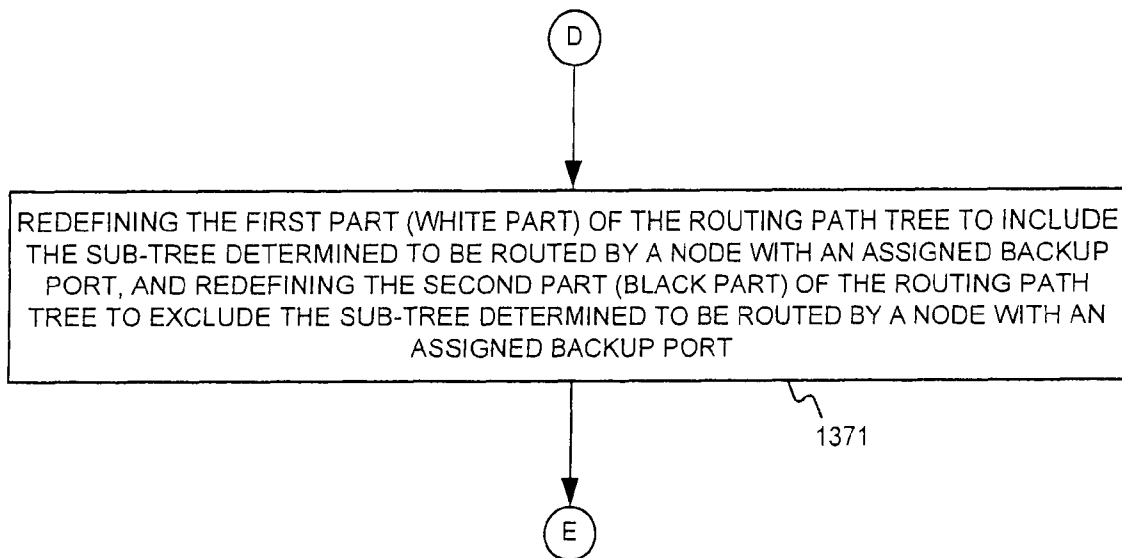 D
REDEFINING THE FIRST PART (WHITE PART) OF THE ROUTING PATH TREE TO INCLUDE
THE SUB-TREE DETERMINED TO BE ROUTED BY A NODE WITH AN ASSIGNED BACKUP
PORT, AND REDEFINING THE SECOND PART (BLACK PART) OF THE ROUTING PATH
TREE TO EXCLUDE THE SUB-TREE DETERMINED TO BE ROUTED BY A NODE WITH AN
ASSIGNED BACKUP PORT
1371
E